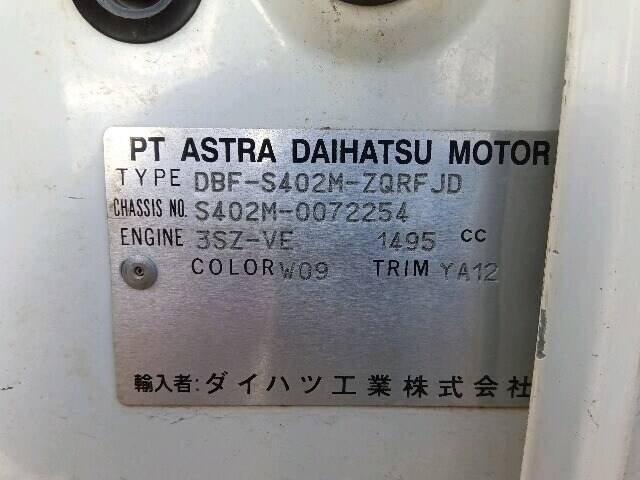 PT ASTRA DAIHATSU MOTOR
TYPE DBF-S402M-ZQRFJD
CHASSIS NO. S402M-0072254
ENGINE 3SZ-VE 1495 CC
COLOR W09 TRIM YA12
輸入者: ダイハツ工業株式会社